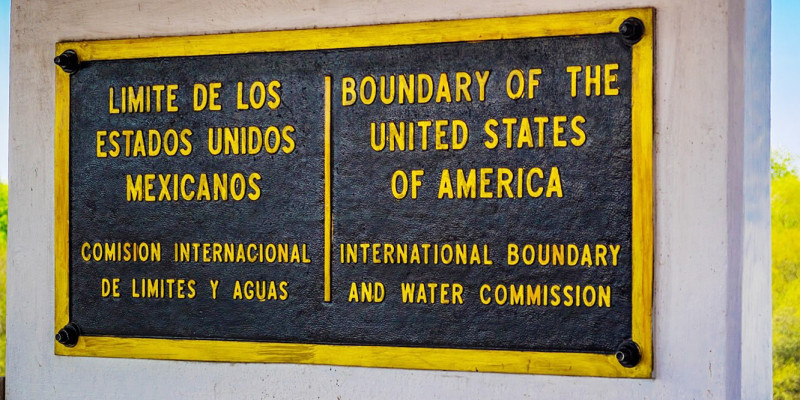 LIMITE DE LOS
ESTADOS UNIDOS
MEXICANOS
COMISION INTERNACIONAL
DE LIMITES Y AGUAS
BOUNDARY OF THE
UNITED STATES
OF AMERICA
INTERNATIONAL BOUNDARY
AND WATER COMMISSION